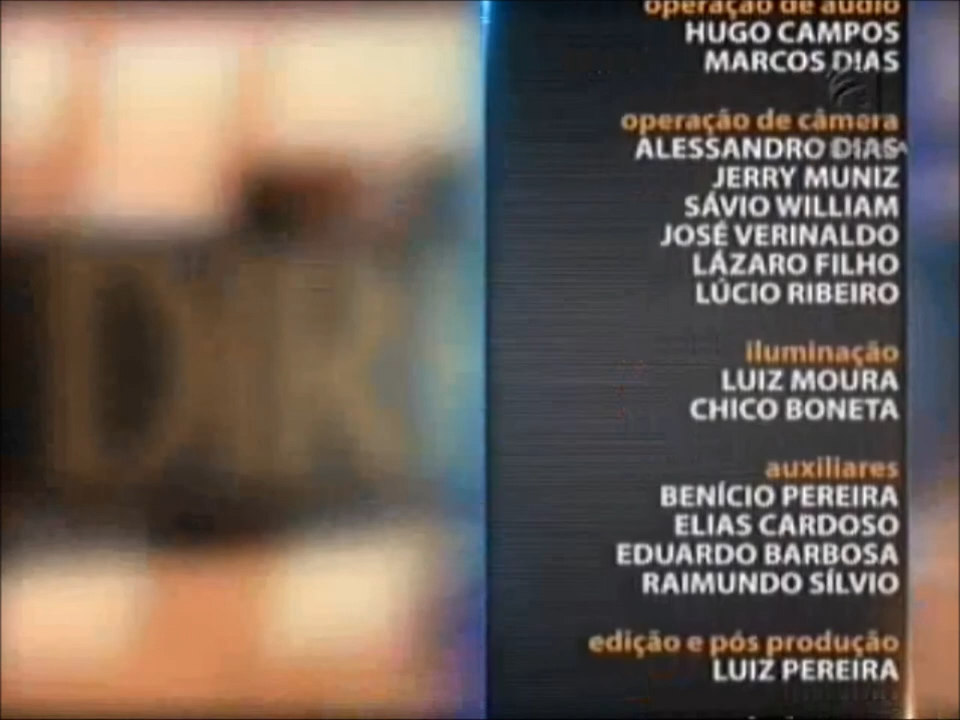 operação de áudio
HUGO CAMPOS
MARCOS DIAS
operação de câmera
ALESSANDRO DIAS
JERRY MUNIZ
SÁVIO WILLIAM
JOSÉ VERINALDO
LÁZARO FILHO
LÚCIO RIBEIRO
iluminação
LUIZ MOURA
CHICO BONETA
auxiliares
BENÍCIO PEREIRA
ELIAS CARDOSO
EDUARDO BARBOSA
RAIMUNDO SÍLVIO
edição e pós produção
LUIZ PEREIRA